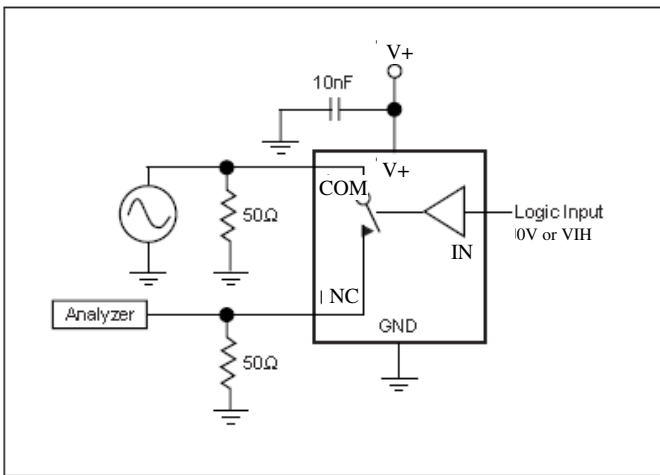 V+
10nF
V+
COM
50Ω
Logic Input
0V or VIH
IN
NC
Analyzer
GND
50Ω